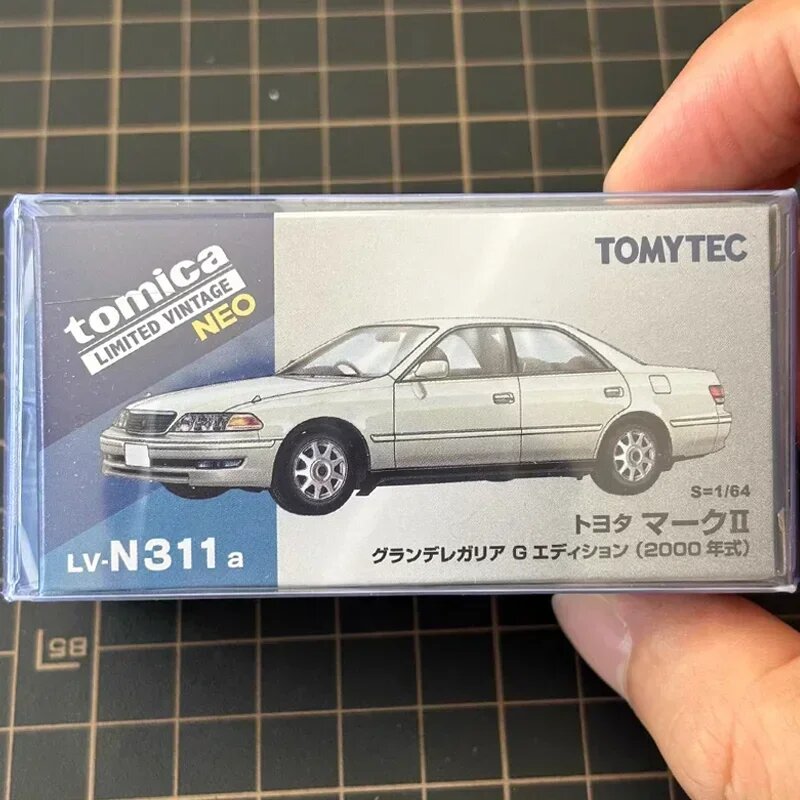 tomica
LIMITED VINTAGE
NEO
TOMYTEC
S=1/64
トヨタ マークII
LV-N311a
グランデレガリア G エディション (2000 年式)
85